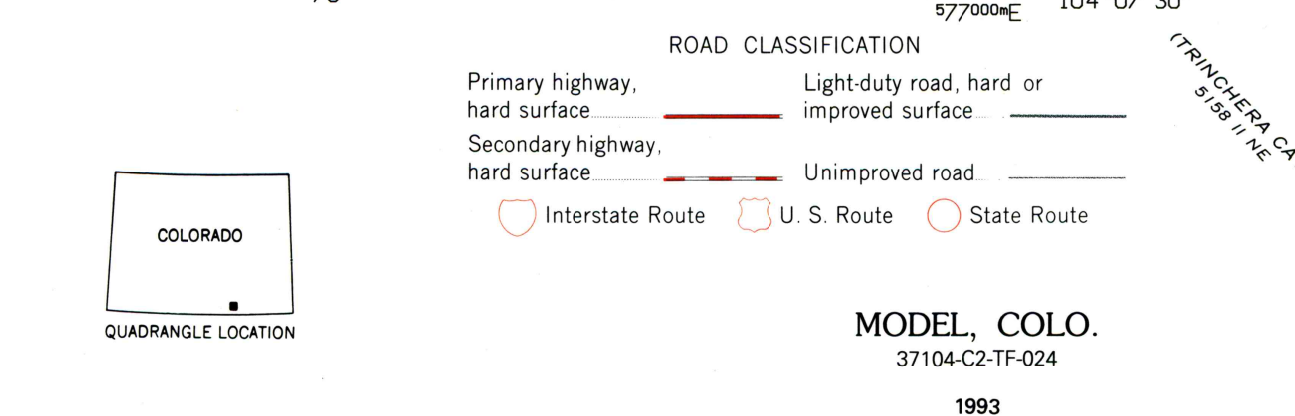 577000mE
ROAD CLASSIFICATION
Primary highway,
hard surface
Light-duty road, hard or
improved surface
Secondary highway,
hard surface
Unimproved road
Interstate Route
U. S. Route
State Route
(TRINCHERA CA
5158 II NE
COLORADO
QUADRANGLE LOCATION
MODEL, COLO.
37104-C2-TF-024
1993